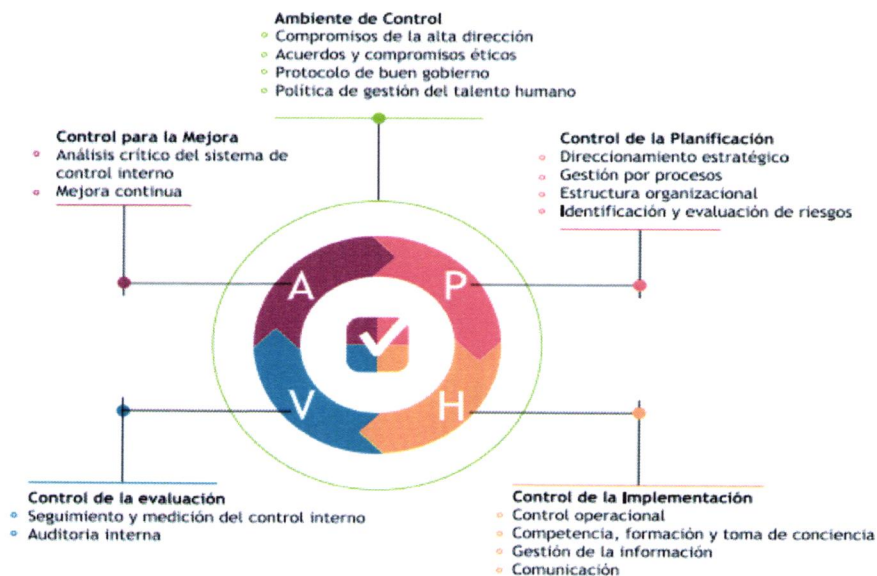 Ambiente de Control
Compromisos de la alta dirección
Acuerdos y compromisos éticos
Protocolo de buen gobierno
Política de gestión del talento humano
Control para la Mejora
Análisis crítico del sistema de
control interno
Mejora continua
Control de la Planificación
Direccionamiento estratégico
Gestión por procesos
Estructura organizacional
Identificación y evaluación de riesgos
A
P
V
H
Control de la evaluación
Seguimiento y medición del control interno
Auditoria interna
Control de la Implementación
Control operacional
Competencia, formación y toma de conciencia
Gestión de la información
Comunicación